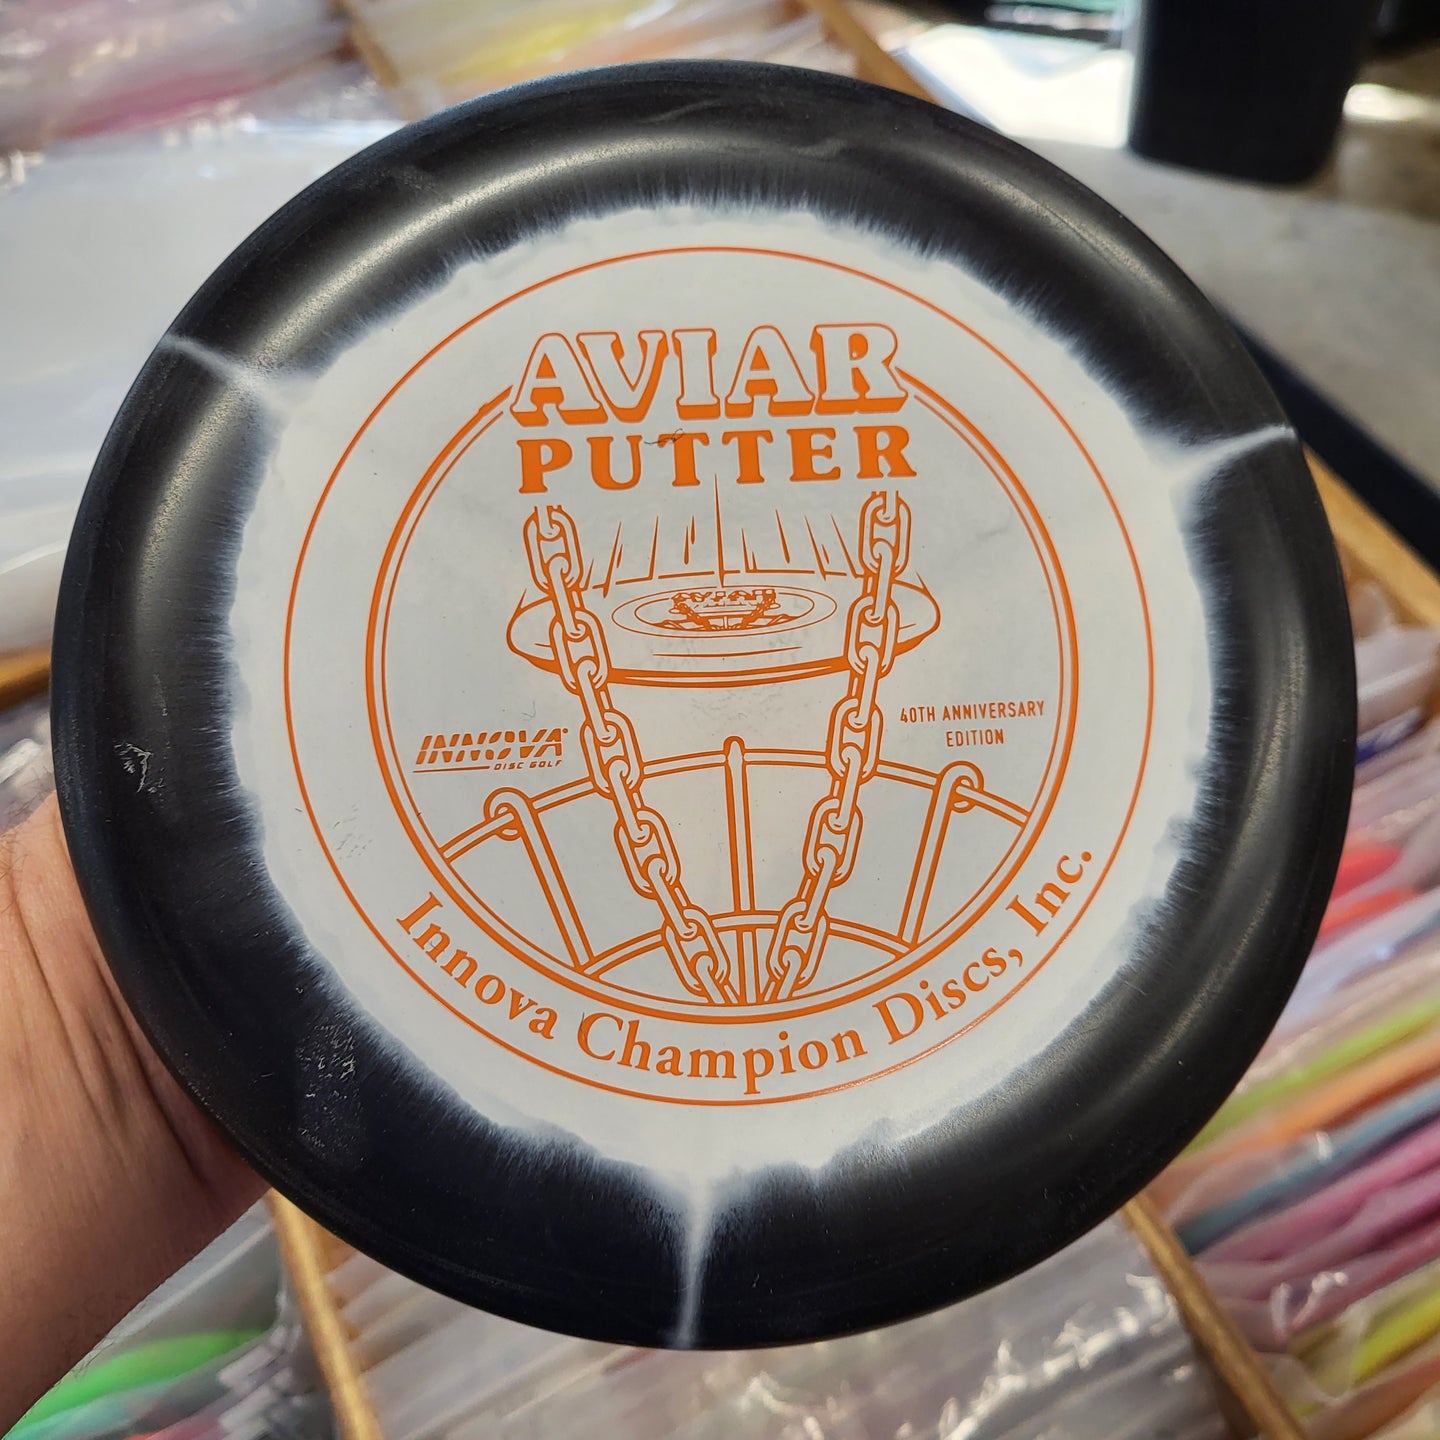 AVIAR
PUTTER
INNOVA
DISC GOLF
40TH ANNIVERSARY
EDITION
Innova Champion Discs, Inc.